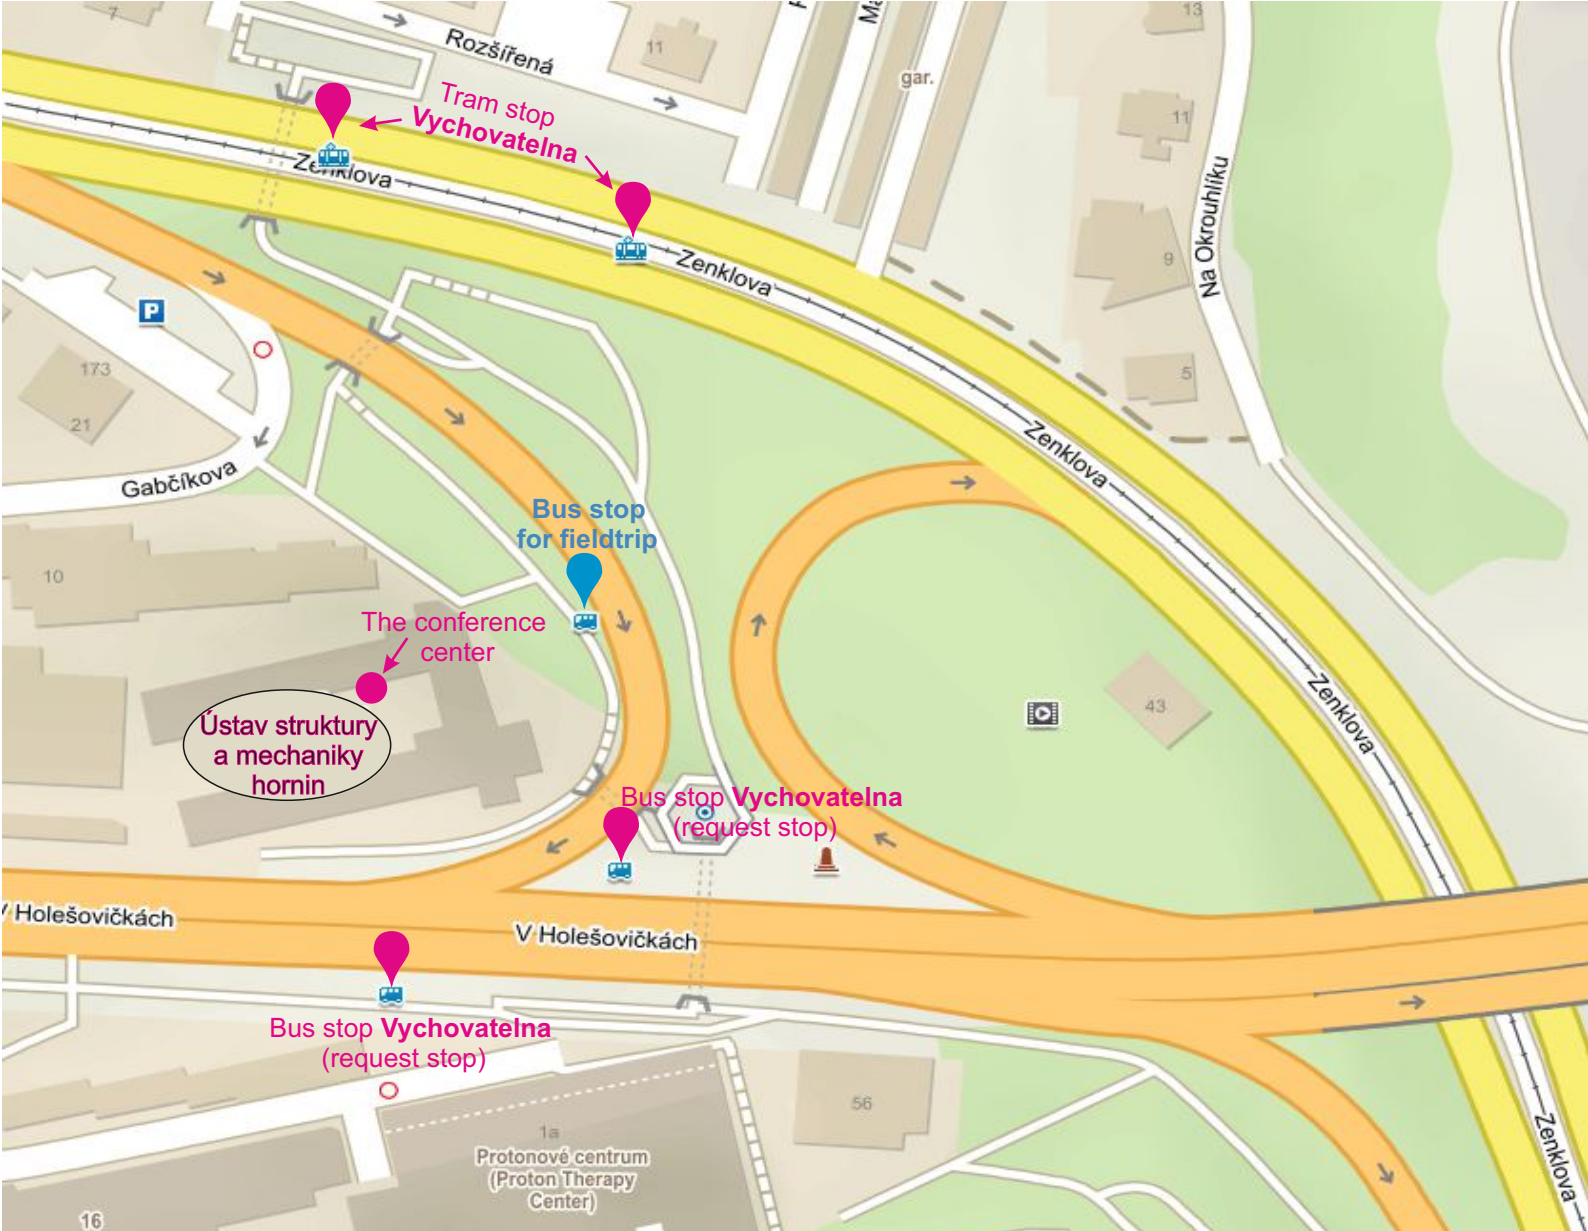 7
Rozšířená
11
13
gar.
11
Tram stop
Vychovatelna
Zenklova
Na Okrouhlíku
9
Zenklova
P
5
173
21
Zenklova
Gabčíkova
Bus stop
for fieldtrip
10
The conference
center
Zenklova
43
Ústav struktury
a mechaniky
hornin
Bus stop Vychovatelna
(request stop)
V Holešovičkách
V Holešovičkách
Bus stop Vychovatelna
(request stop)
56
1a
Protonové centrum
(Proton Therapy
Center)
Zenklova
16